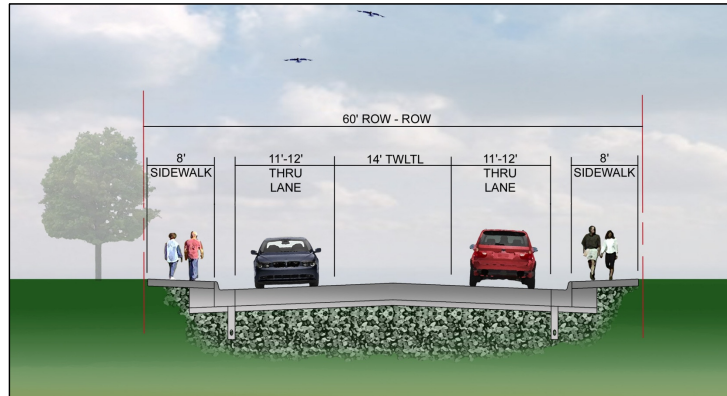 60' ROW - ROW
8'
SIDEWALK
11'-12'
THRU
LANE
14' TWLTL
11'-12'
THRU
LANE
8'
SIDEWALK